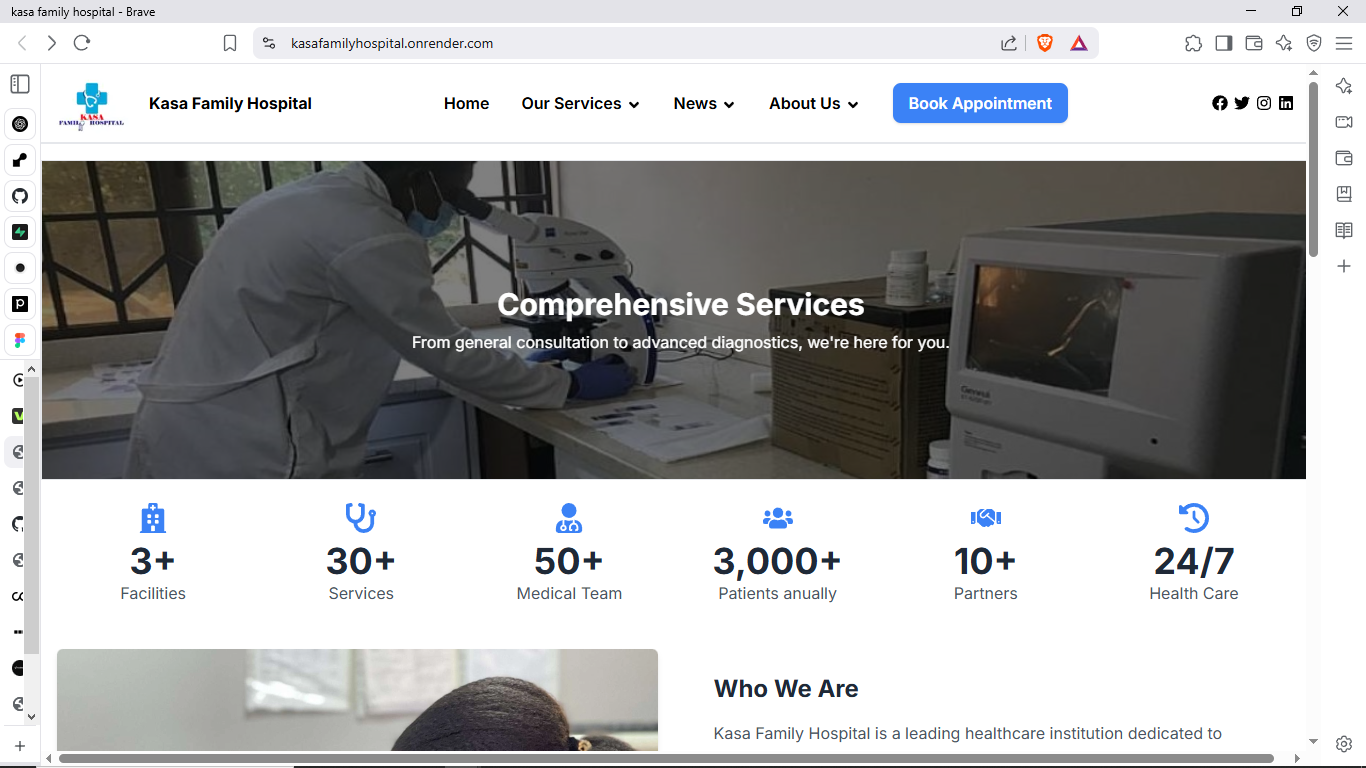 kasa family hospital - Brave
kasafamilyhospital.onrender.com
KASA
FAMILY HOSPITAL
Kasa Family Hospital
Home
Our Services
News
About Us
Book Appointment
Comprehensive Services
From general consultation to advanced diagnostics, we're here for you.
3+
Facilities
30+
Services
50+
Medical Team
3,000+
Patients anually
10+
Partners
24/7
Health Care
Who We Are
Kasa Family Hospital is a leading healthcare institution dedicated to